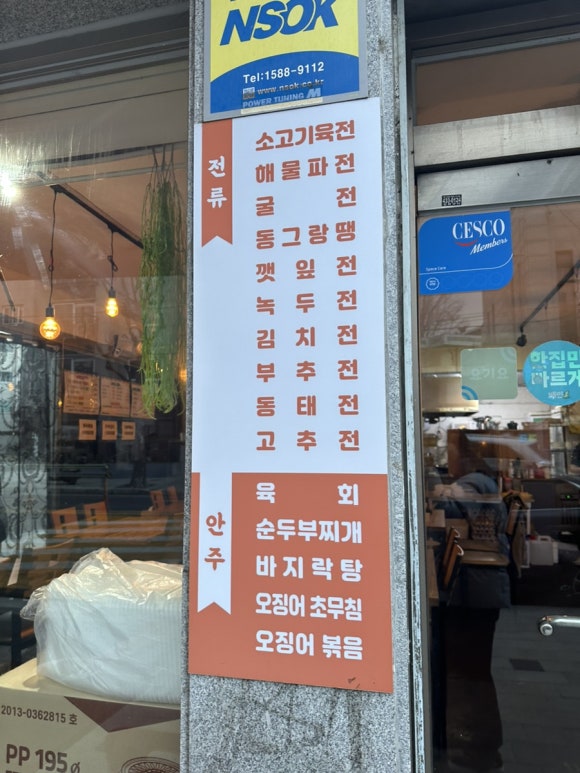 NSOK
Tel:1588-9112
www.nsok.co.kr
POWER TUNING M
전류
소고기육전
해물파전
굴 전
동그랑땡
깻잎전
녹두전
김치전
부추전
동태전
고추전
안주
육 회
순두부찌개
바지락탕
오징어 초무침
오징어 볶음
CESCO
Members
2013-0362815 호
PP 195ø